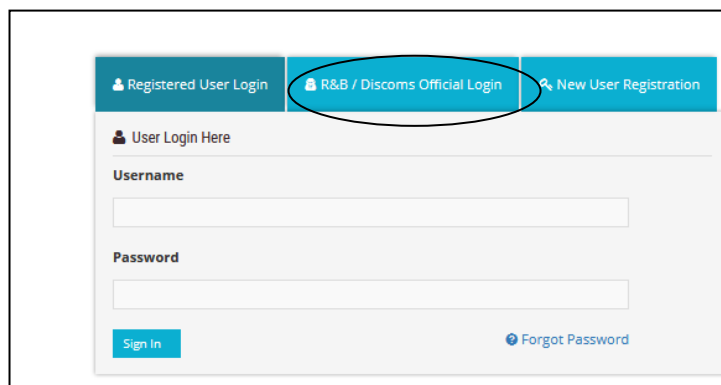 Registered User Login R&B / Discoms Official Login New User Registration
User Login Here
Username
Password
Sign In Forgot Password